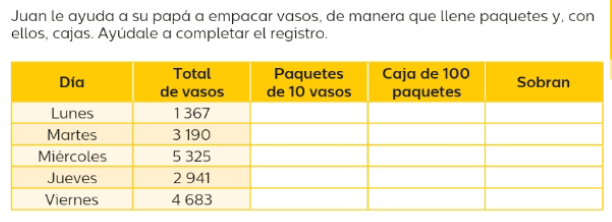 Juan le ayuda a su papá a empacar vasos, de manera que llene paquetes y, con
ellos, cajas. Ayúdale a completar el registro.
Día Total de vasos Paquetes de 10 vasos Caja de 100 paquetes Sobran
Lunes 1 367
Martes 3 190
Miércoles 5 325
Jueves 2 941
Viernes 4 683